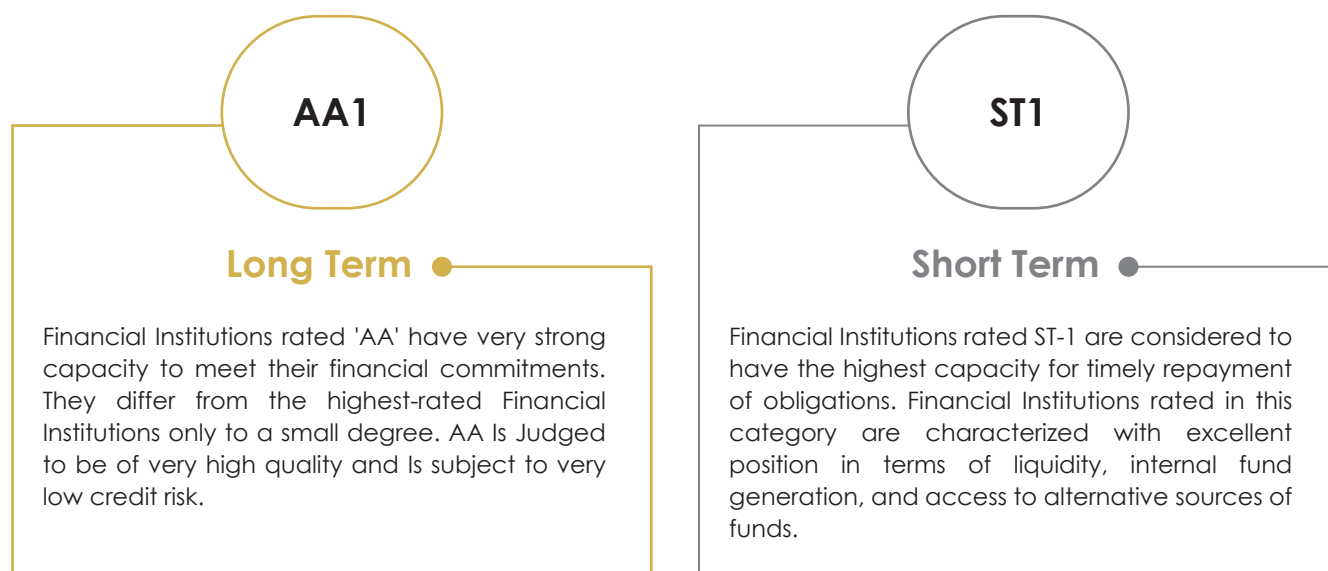 AA1
Long Term
Financial Institutions rated 'AA' have very strong
capacity to meet their financial commitments.
They differ from the highest-rated Financial
Institutions only to a small degree. AA Is Judged
to be of very high quality and Is subject to very
low credit risk.
ST1
Short Term
Financial Institutions rated ST-1 are considered to
have the highest capacity for timely repayment
of obligations. Financial Institutions rated in this
category are characterized with excellent
position in terms of liquidity, internal fund
generation, and access to alternative sources of
funds.